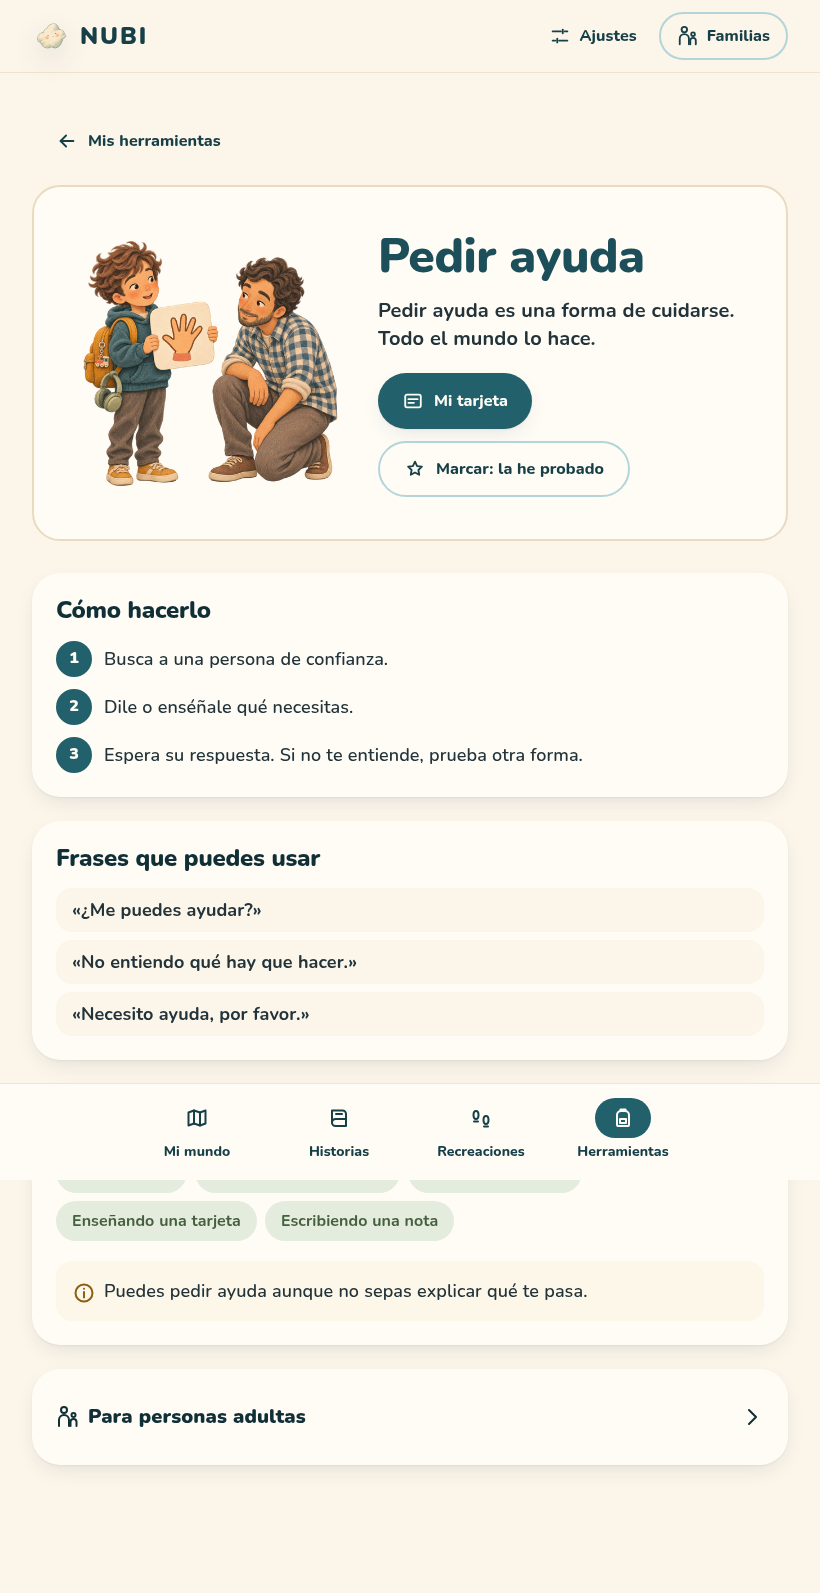 NUBI
Ajustes
Familias
Mis herramientas
Pedir ayuda
Pedir ayuda es una forma de cuidarse.
Todo el mundo lo hace.
Mi tarjeta
Marcar: la he probado
Cómo hacerlo
1 Busca a una persona de confianza.
2 Dile o enséñale qué necesitas.
3 Espera su respuesta. Si no te entiende, prueba otra forma.
Frases que puedes usar
«¿Me puedes ayudar?»
«No entiendo qué hay que hacer.»
«Necesito ayuda, por favor.»
Mi mundo
Historias
Recreaciones
Herramientas
Enseñando una tarjeta
Escribiendo una nota
Puedes pedir ayuda aunque no sepas explicar qué te pasa.
Para personas adultas